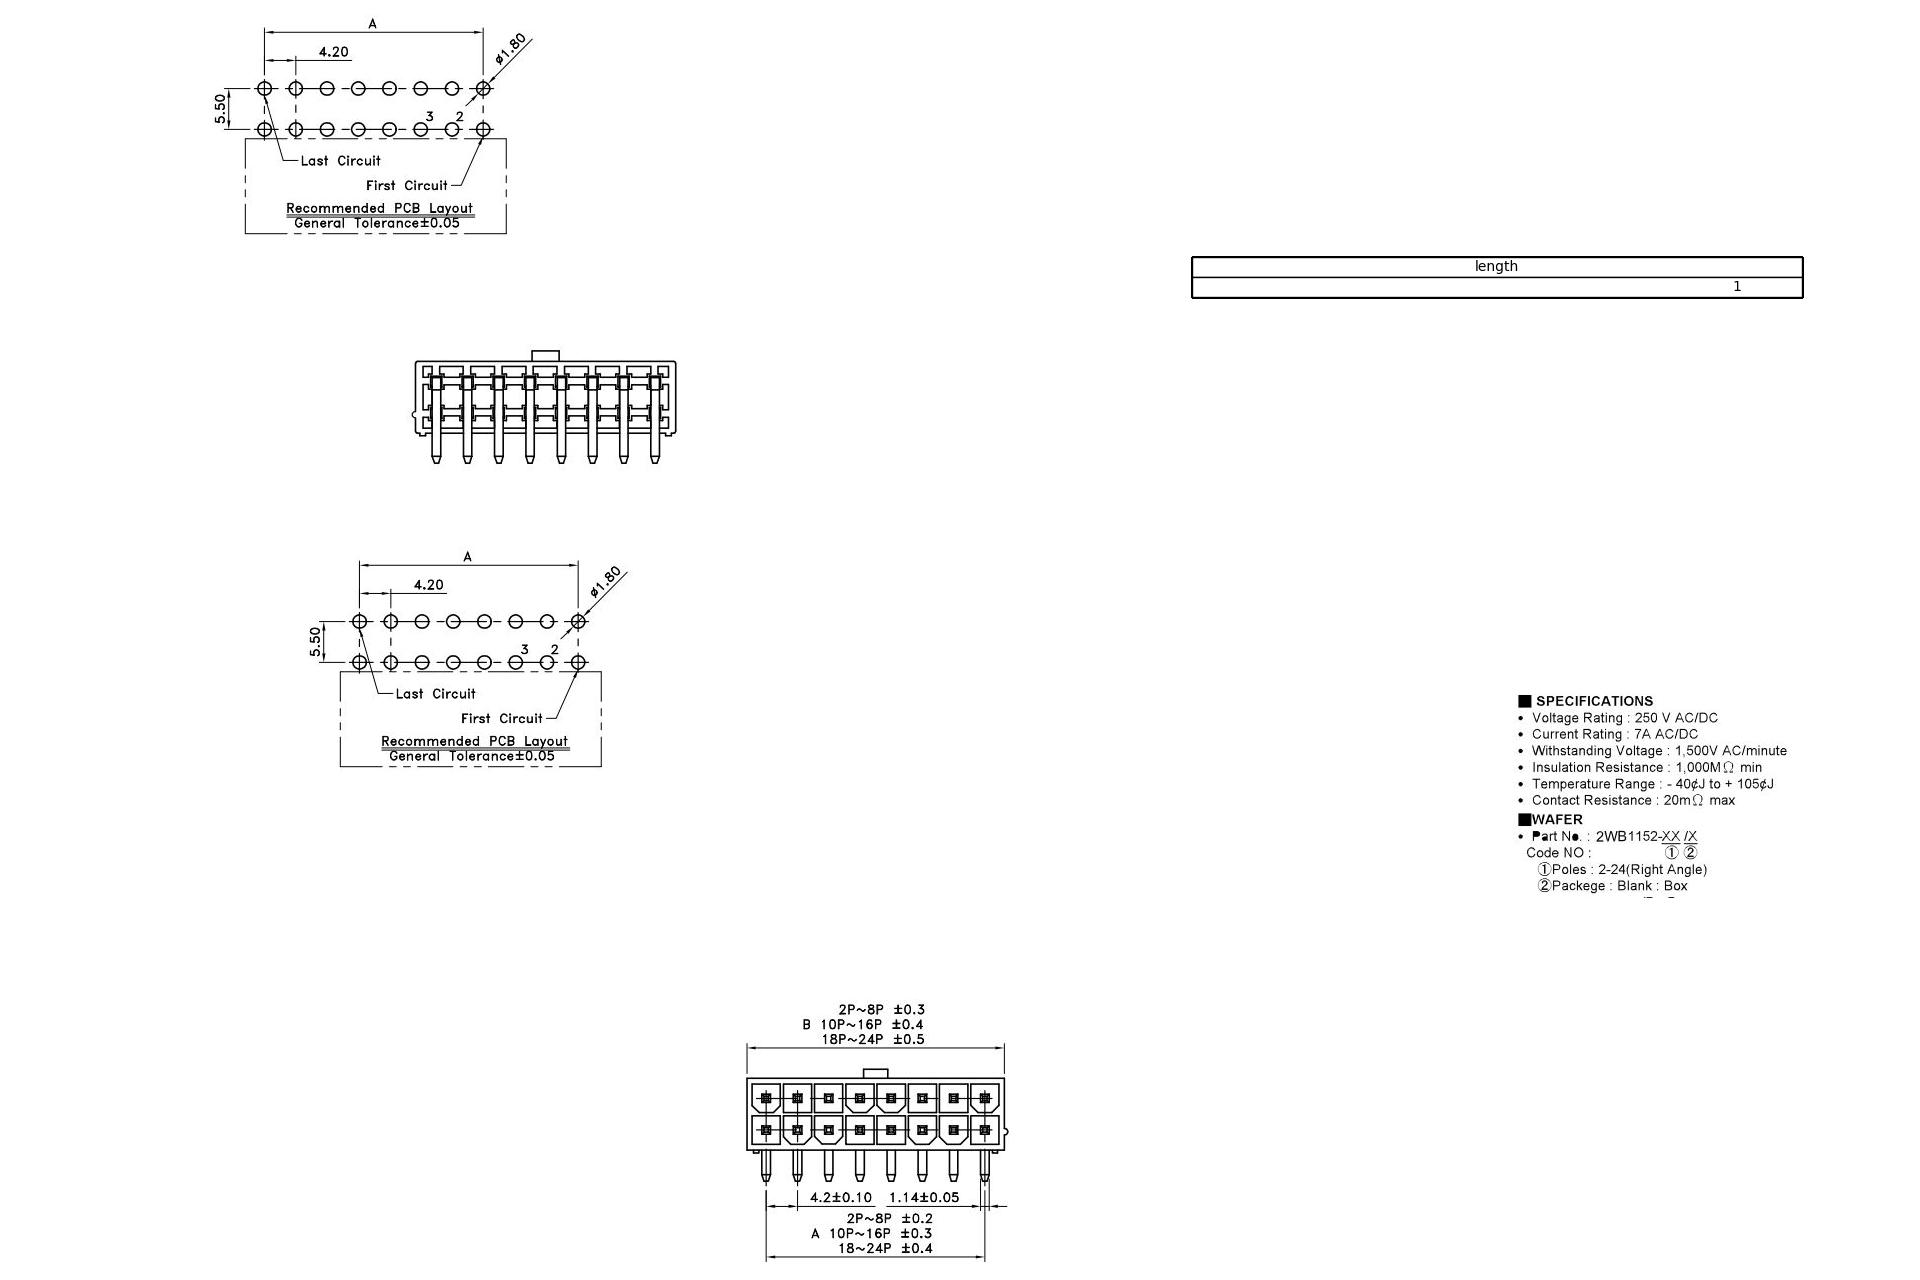 A
4.20
ø1.80
5.50
3 2
Last Circuit
First Circuit
Recommended PCB Layout
General Tolerance±0.05
length
1
A
4.20
ø1.80
5.50
3 2
Last Circuit
First Circuit
Recommended PCB Layout
General Tolerance±0.05
■ SPECIFICATIONS
• Voltage Rating : 250 V AC/DC
• Current Rating : 7A AC/DC
• Withstanding Voltage : 1,500V AC/minute
• Insulation Resistance : 1,000MΩ min
• Temperature Range : - 40¢J to + 105¢J
• Contact Resistance : 20mΩ max
■WAFER
• Part No. : 2WB1152-XX /X
Code NO : ① ②
①Poles : 2-24(Right Angle)
②Packege : Blank : Box
2P~8P ±0.3
B 10P~16P ±0.4
18P~24P ±0.5
4.2±0.10 1.14±0.05
2P~8P ±0.2
A 10P~16P ±0.3
18~24P ±0.4